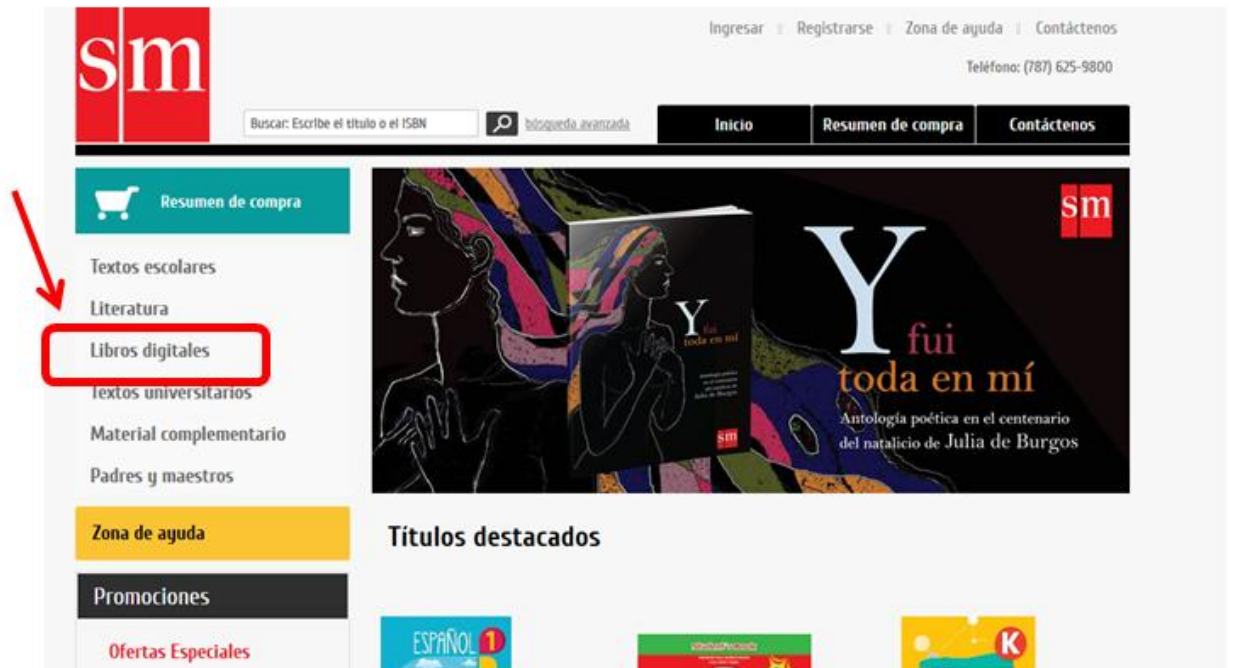 sm
Ingresar
Registrarse
Zona de ayuda
Contáctenos
Teléfono: (787) 625-9800
Buscar: Escribe el título o el ISBN
búsqueda avanzada
Inicio
Resumen de compra
Contáctenos
Resumen de compra
Textos escolares
Literatura
Libros digitales
Textos universitarios
Material complementario
Padres y maestros
Zona de ayuda
Promociones
Ofertas Especiales
sm
Y
fui
toda en mí
Antología poética en el centenario
del natalicio de Julia de Burgos
Y
fui
toda en mí
sm
Títulos destacados
ESPAÑOL 1
K